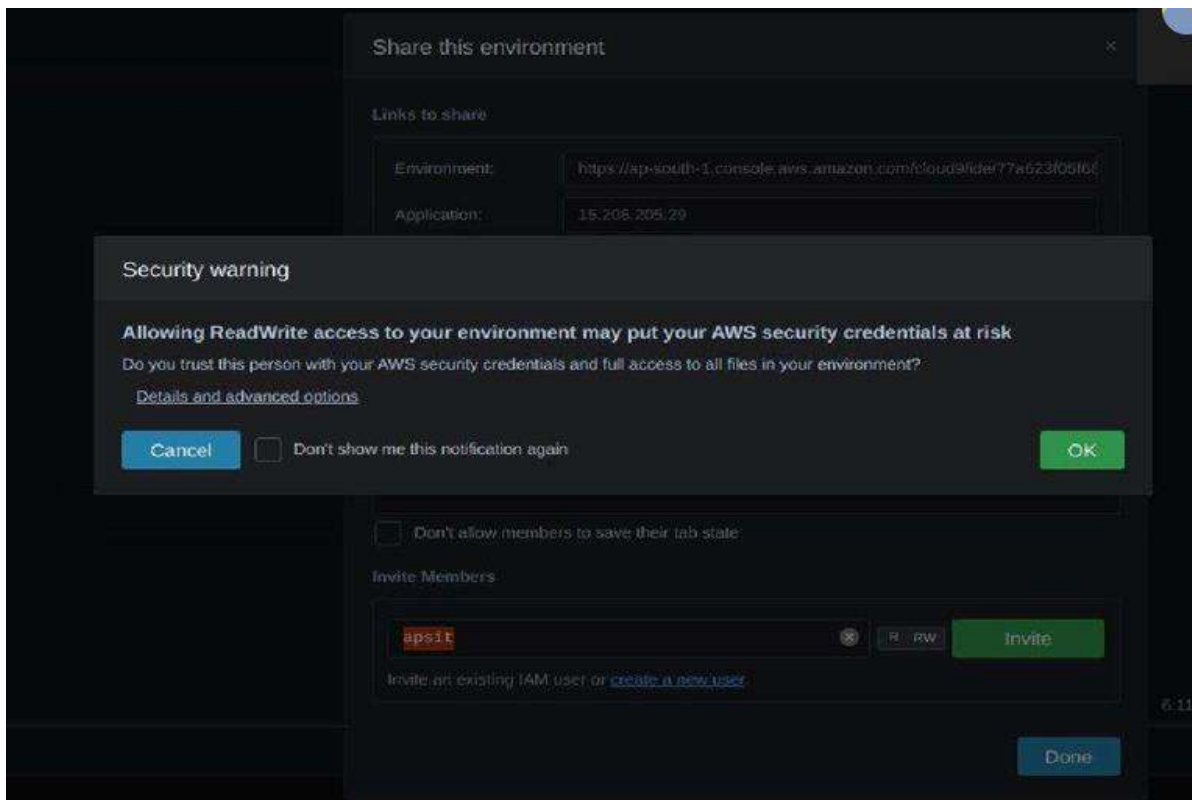 Share this environment
Links to share
Environment: https://ap-south-1.console.aws.amazon.com/cloud9/ide/77a623f05f68
Application: 15.206.205.29
Security warning
Allowing ReadWrite access to your environment may put your AWS security credentials at risk
Do you trust this person with your AWS security credentials and full access to all files in your environment?
Details and advanced options
Cancel Don't show me this notification again OK
Don't allow members to save their tab state
Invite Members
apsit R RW Invite
Invite an existing IAM user or create a new user.
6:11
Done